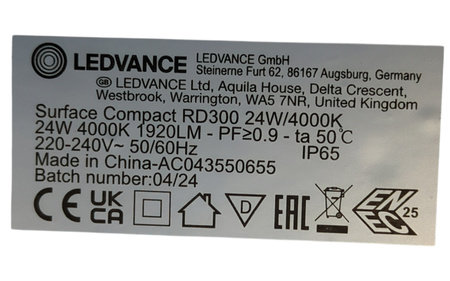 LEDVANCE
LEDVANCE GmbH
Steinerne Furt 62, 86167 Augsburg, Germany
GB LEDVANCE Ltd, Aquila House, Delta Crescent,
Westbrook, Warrington, WA5 7NR, United Kingdom
Surface Compact RD300 24W/4000K
24W 4000K 1920LM - PF≥0.9 - ta 50℃
220-240V~ 50/60Hz IP65
Made in China-AC043550655
Batch number:04/24
CE UK CA D EAC ENEC 25